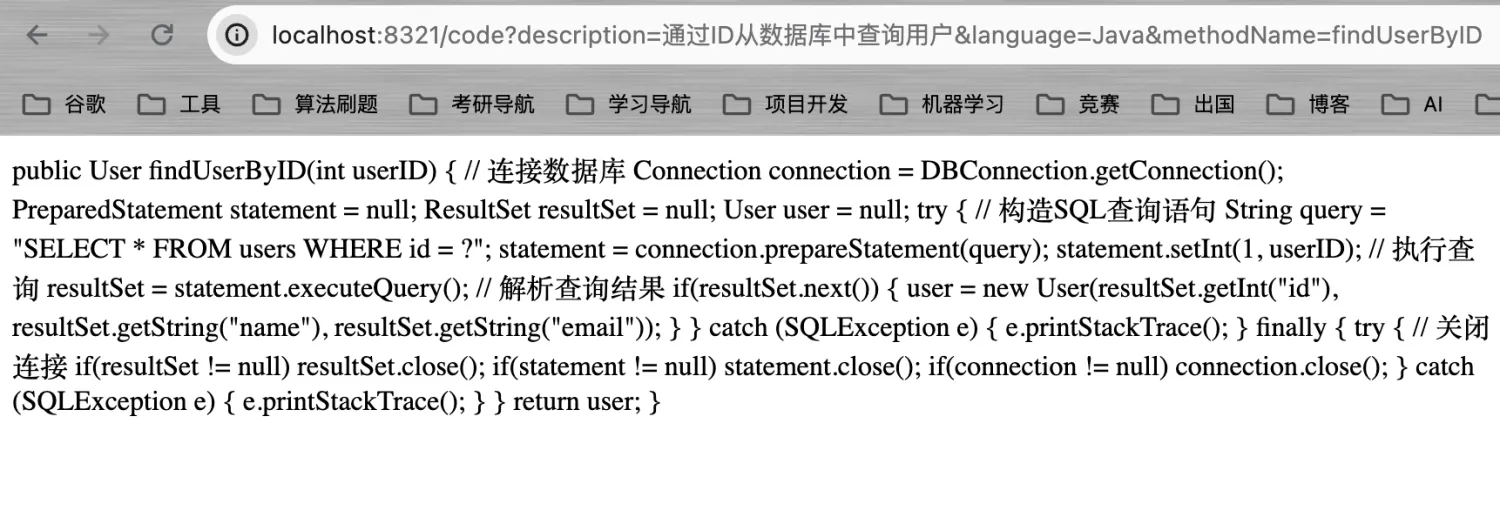 localhost:8321/code?description=通过ID从数据库中查询用户&language=Java&methodName=findUserByID
谷歌 工具 算法刷题 考研导航 学习导航 项目开发 机器学习 竞赛 出国 博客 AI
public User findUserByID(int userID) { // 连接数据库 Connection connection = DBConnection.getConnection();
PreparedStatement statement = null; ResultSet resultSet = null; User user = null; try { // 构造SQL查询语句 String query =
"SELECT * FROM users WHERE id = ?"; statement = connection.prepareStatement(query); statement.setInt(1, userID); // 执行查
询 resultSet = statement.executeQuery(); // 解析查询结果 if(resultSet.next()) { user = new User(resultSet.getInt("id"),
resultSet.getString("name"), resultSet.getString("email")); } } catch (SQLException e) { e.printStackTrace(); } finally { try { // 关闭
连接 if(resultSet != null) resultSet.close(); if(statement != null) statement.close(); if(connection != null) connection.close(); } catch
(SQLException e) { e.printStackTrace(); } } return user; }